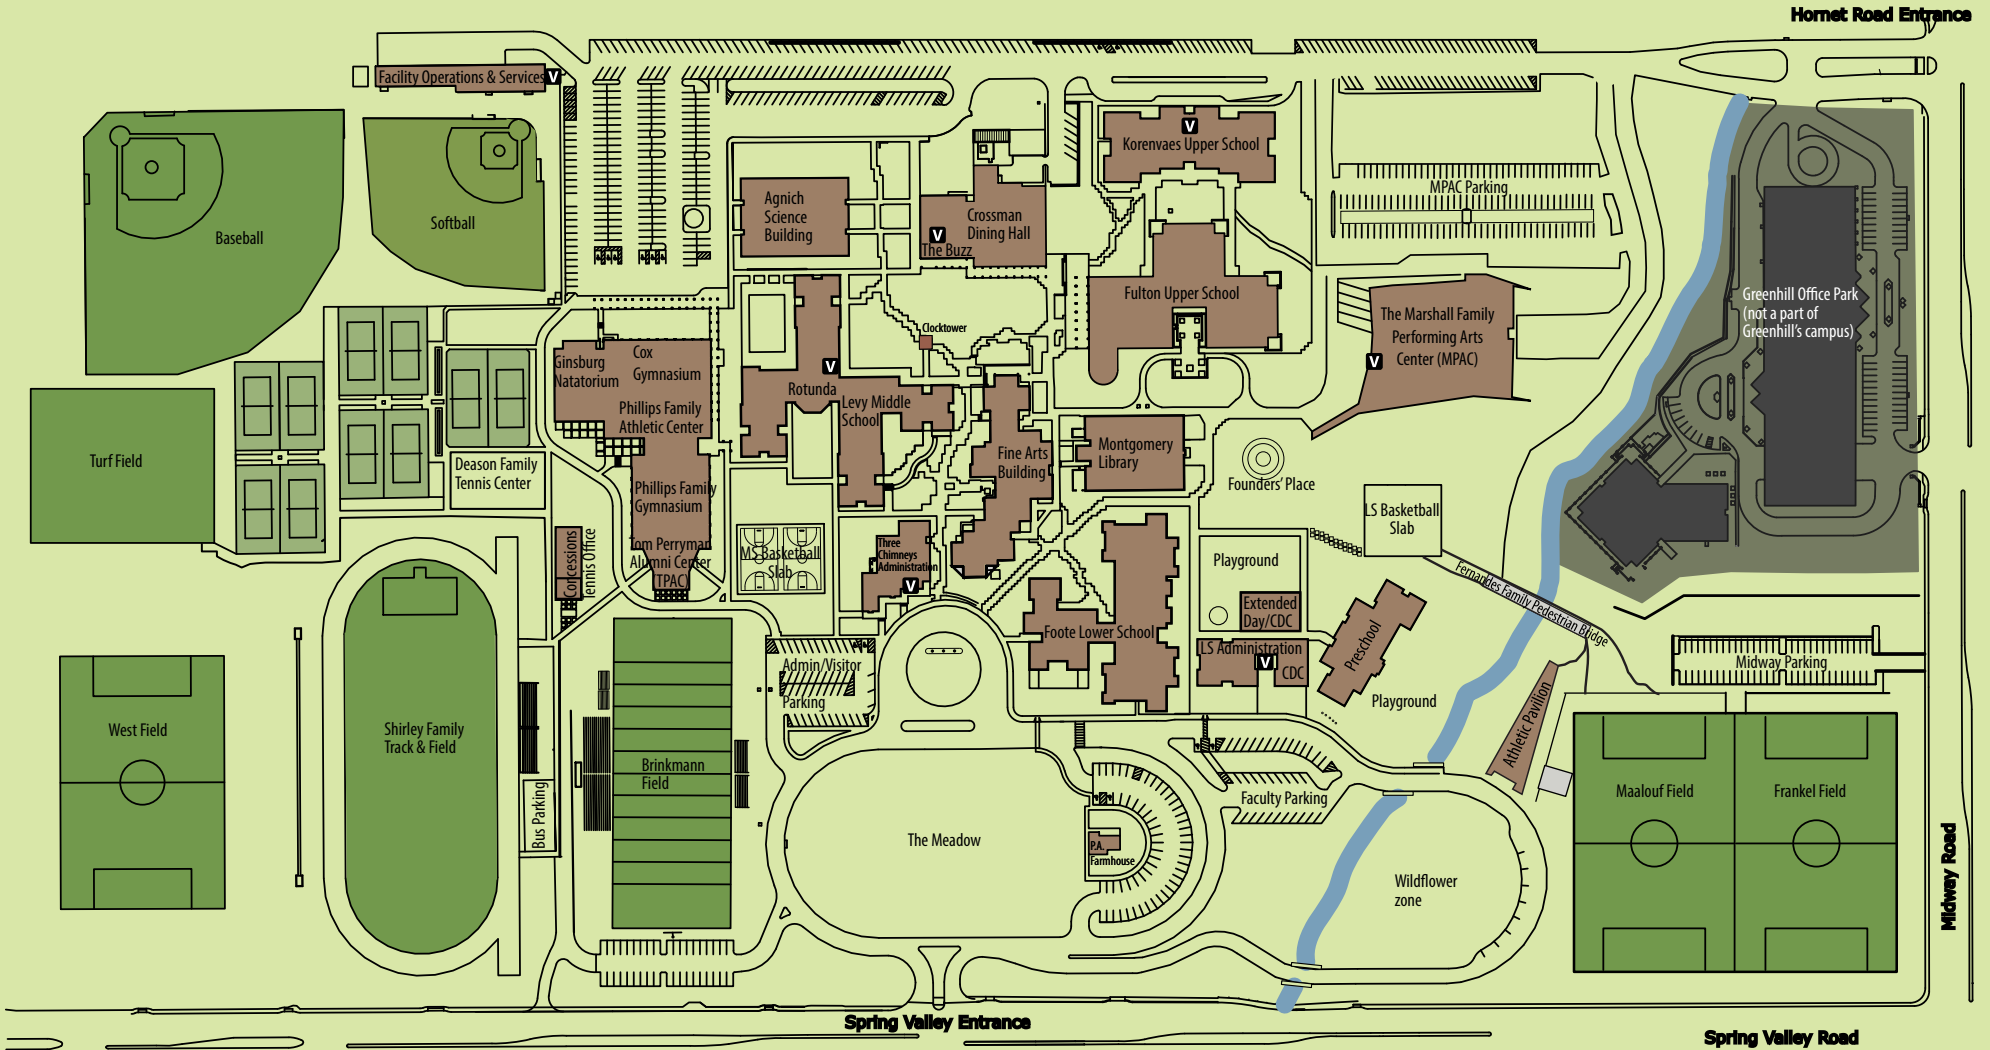 Hornet Road Entrance
Facility Operations & Services
V
V
Korenvaes Upper School
MPAC Parking
Agnich
Science
Building
Crossman
Dining Hall
V
The Buzz
Softball
Baseball
Fulton Upper School
Greenhill Office Park
(not a part of
Greenhill's campus)
The Marshall Family
Performing Arts
Center (MPAC)
V
Clocktower
Ginsburg
Natatorium
Cox
Gymnasium
V
Rotunda
Phillips Family
Athletic Center
Levy Middle
School
Turf Field
Deason Family
Tennis Center
Fine Arts
Building
Montgomery
Library
Founders' Place
Phillips Family
Gymnasium
LS Basketball
Slab
Concessions
Tennis Office
Tom Perryman
Alumni Center
(TPAC)
MS Basketball
Slab
Three
Chimneys
Administration
V
Playground
Fernandes Family Pedestrian Bridge
Extended
Day/CDC
Foote Lower School
LS Administration
V
CDC
Preschool
Playground
Midway Parking
Admin/Visitor
Parking
West Field
Shirley Family
Track & Field
Brinkmann
Field
Bus Parking
Athletic Pavilion
Faculty Parking
Maalouf Field
Frankel Field
The Meadow
P.A.
Farmhouse
Wildflower
zone
Midway Road
Spring Valley Entrance
Spring Valley Road